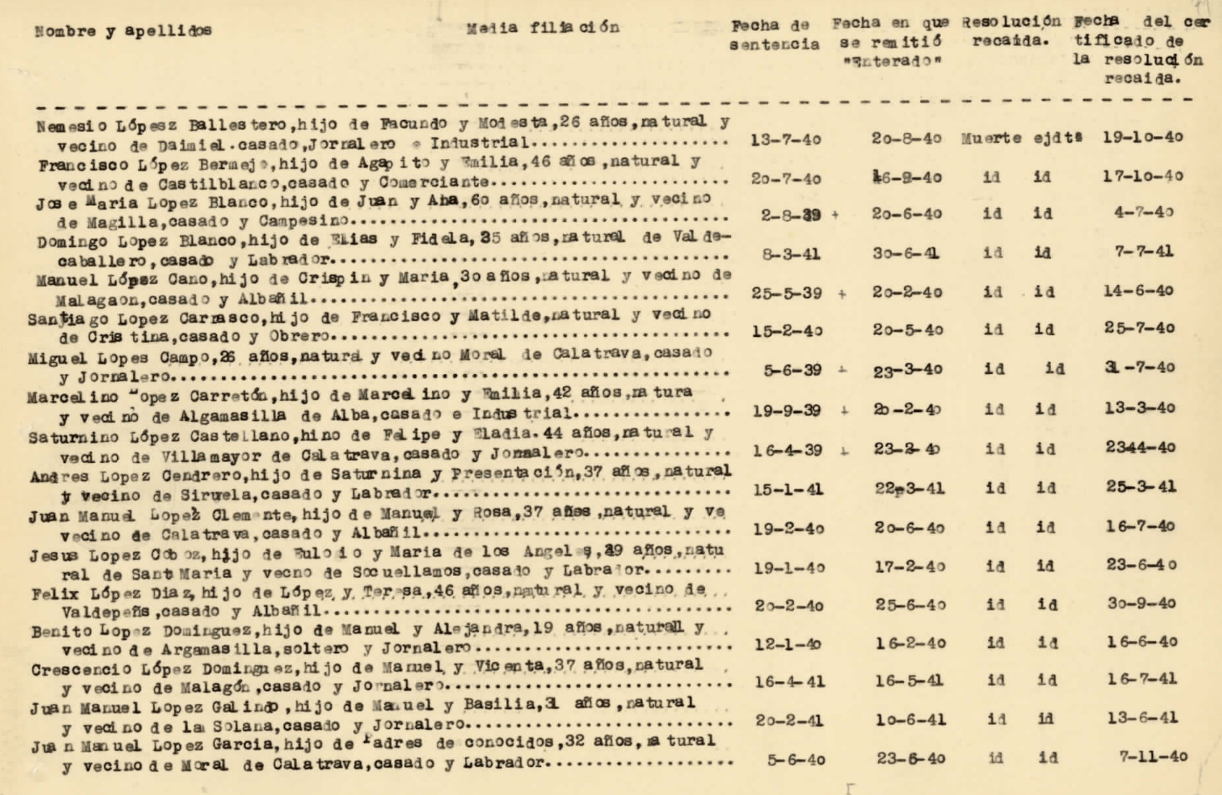 Nombre y apellidos Media filiación Fecha de Fecha en que Resolución Fecha del cer
sentencia se remitió recaida. tificado de
"Enterado" la resolución
recaida.
Nemesio Lópesz Ballestero,hijo de Facundo y Modesta,26 años,natural y
vecino de Daimiel.casado,Jornalero e Industrial................... 13-7-40 20-8-40 Muerte ejdtª 19-10-40
Francisco López Bermejo,hijo de Agapito y Emilia,46 años,natural y
vecino de Castilblanco,casado y Comerciante....................... 20-7-40 16-9-40 id id 17-10-40
Jose Maria Lopez Blanco,hijo de Juan y Aha,60 años,natural y vecino
de Magilla,casado y Campesino..................................... 2-8-39 + 20-6-40 id id 4-7-40
Domingo Lopez Blanco,hijo de Elias y Fidela,35 años,natural de Valde-
caballero,casado y Labrador....................................... 8-3-41 30-6-41 id id 7-7-41
Manuel López Cano,hijo de Crispin y Maria,30 años,natural y vecino de
Malagaon,casado y Albañil......................................... 25-5-39 + 20-2-40 id id 14-6-40
Santiago Lopez Carrasco,hijo de Francisco y Matilde,natural y vecino
de Cristina,casado y Obrero....................................... 15-2-40 20-5-40 id id 25-7-40
Miguel Lopes Campo,26 años,natura y vecino Moral de Calatrava,casado
y Jornalero....................................................... 5-6-39 + 23-3-40 id id 31-7-40
Marcelino Lopez Carretón,hijo de Marcelino y Emilia,42 años,natura
y vecino de Algamasilla de Alba,casado e Industrial............... 19-9-39 + 20-2-40 id id 13-3-40
Saturnino López Castellano,hino de Felipe y Eladia.44 años,natural y
vecino de Villamayor de Calatrava,casado y Jornsalero............. 16-4-39 + 23-2-40 id id 2344-40
Andres Lopez Cendrero,hijo de Saturnina y Presentación,37 años,natural
y vecino de Siruela,casado y Labrador............................. 15-1-41 22-3-41 id id 25-3-41
Juan Manuel Lopez Clemente,hijo de Manuel y Rosa,37 años,natural y ve
vecino de Calatrava,casado y Albañil.............................. 19-2-40 20-6-40 id id 16-7-40
Jesus Lopez Coboz,hijo de Eulogio y Maria de los Angeles, años,natu
ral de Sant Maria y vecno de Socuellamos,casado y Labrador........ 19-1-40 17-2-40 id id 23-6-40
Felix López Diaz,hijo de López y Teresa,46 años,natural y vecino de
Valdepeñs,casado y Albañil........................................ 20-2-40 25-6-40 id id 30-9-40
Benito Lopez Dominguez,hijo de Manuel y Alejandra,19 años,naturall y
vecino de Argamasilla,soltero y Jornalero......................... 12-1-40 16-2-40 id id 16-6-40
Crescencio López Dominguez,hijo de Manuel y Vicenta,37 años,natural
y vecino de Malagón,casado y Jornalero............................ 16-4-41 16-5-41 id id 16-7-41
Juan Manuel Lopez Galindo,hijo de Manuel y Basilia,31 años,natural
y vecino de la Solana,casado y Jornalero.......................... 20-2-41 10-6-41 id id 13-6-41
Juan Manuel Lopez Garcia,hijo de Padres de conocidos,32 años,natural
y vecino de Moral de Calatrava,casado y Labrador.................. 5-6-40 23-6-40 id id 7-11-40